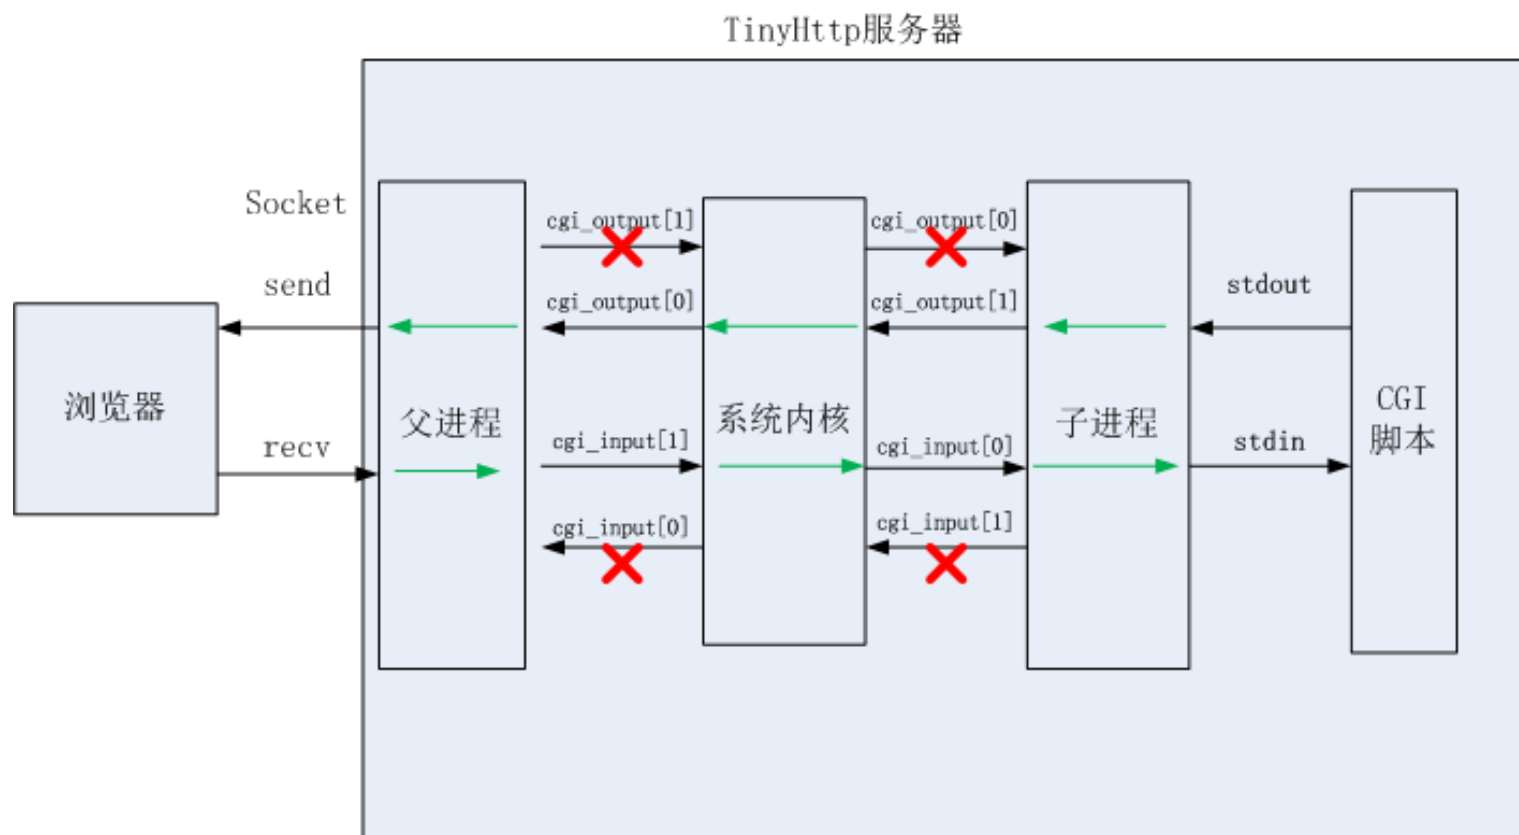 TinyHttp服务器
Socket
cgi_output[1]
cgi_output[0]
send
cgi_output[0]
cgi_output[1]
stdout
浏览器
父进程
系统内核
子进程
CGI
脚本
recv
cgi_input[1]
cgi_input[0]
stdin
cgi_input[0]
cgi_input[1]